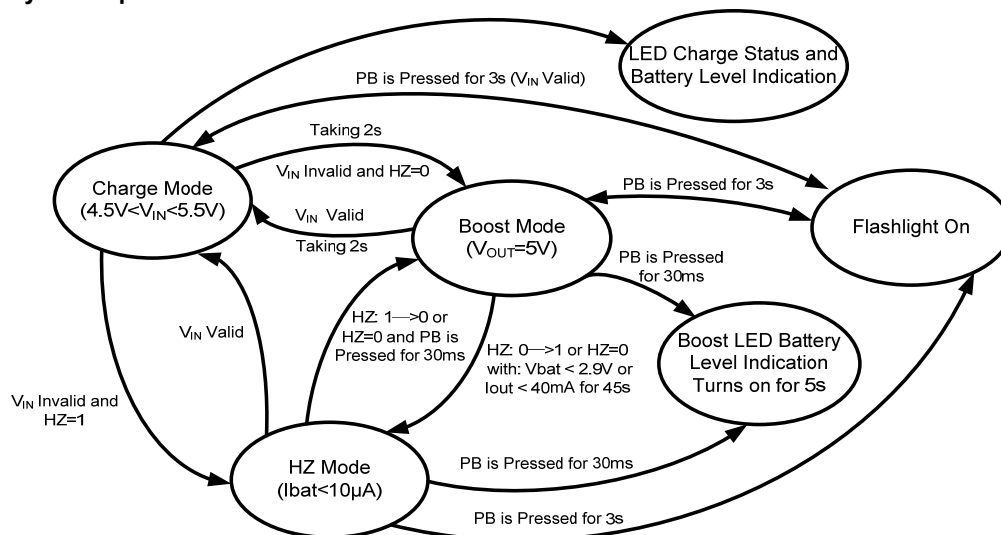 LED Charge Status and
Battery Level Indication
PB is Pressed for 3s (VIN Valid)
Taking 2s
VIN Invalid and HZ=0
Charge Mode
(4.5V<VIN<5.5V)
VIN Valid
Taking 2s
Boost Mode
(VOUT=5V)
PB is Pressed for 3s
Flashlight On
PB is Pressed
for 30ms
VIN Valid
HZ: 1—>0 or
HZ=0 and PB is
Pressed for 30ms
HZ: 0—>1 or HZ=0
with: Vbat < 2.9V or
Iout < 40mA for 45s
Boost LED Battery
Level Indication
Turns on for 5s
VIN Invalid and
HZ=1
HZ Mode
(Ibat<10µA)
PB is Pressed for 30ms
PB is Pressed for 3s